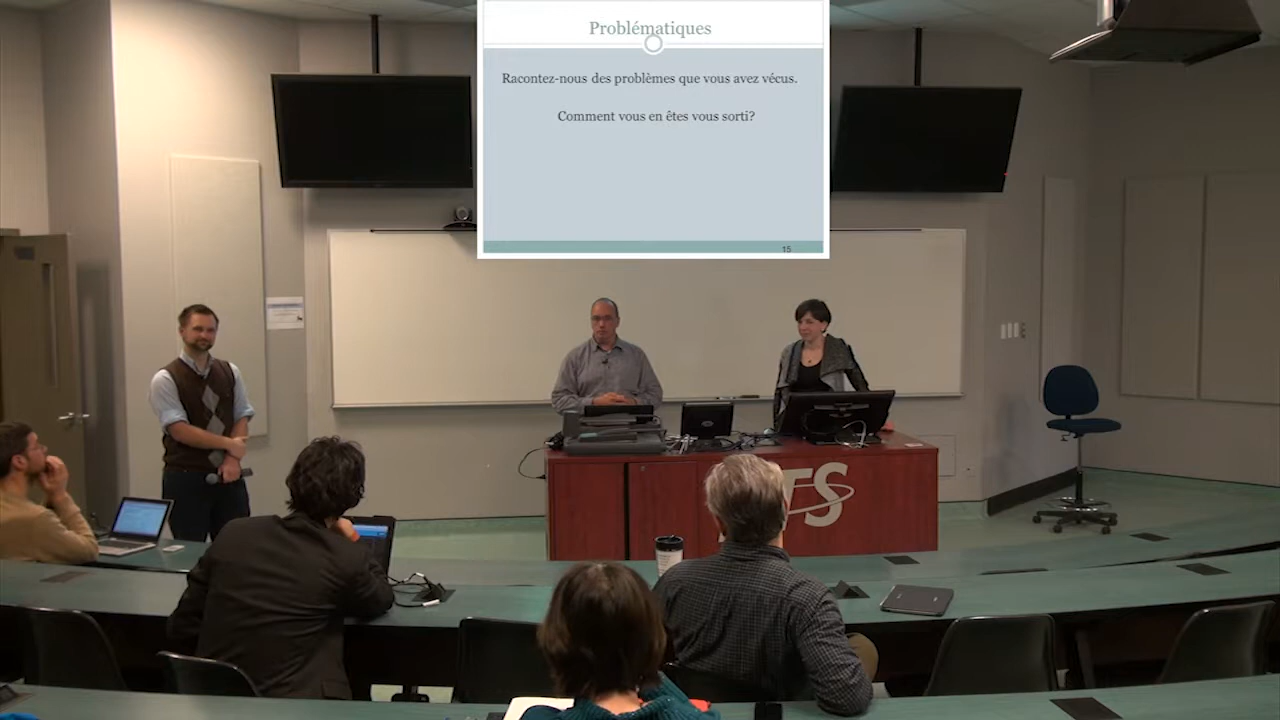 Problématiques
Racontez-nous des problèmes que vous avez vécus.
Comment vous en êtes vous sorti?
15
TS